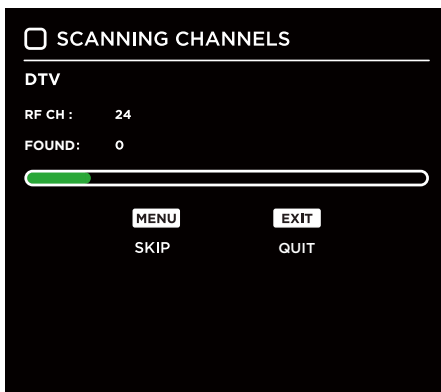 SCANNING CHANNELS
DTV
RF CH : 24
FOUND: 0
MENU EXIT
SKIP QUIT